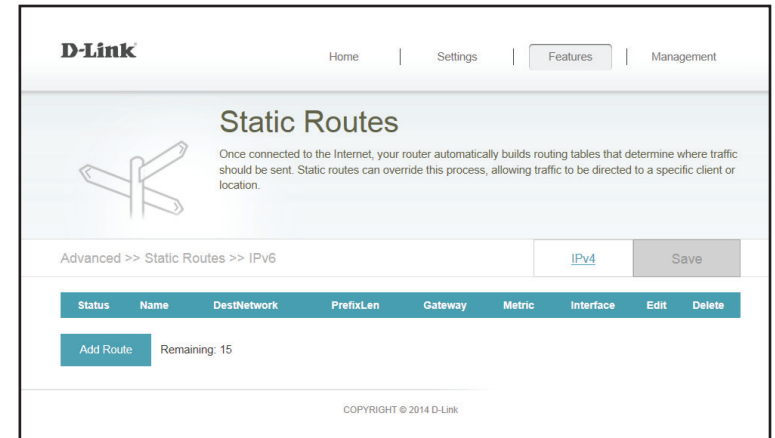 D-Link
Home | Settings | Features | Management
Static Routes
Once connected to the Internet, your router automatically builds routing tables that determine where traffic
should be sent. Static routes can override this process, allowing traffic to be directed to a specific client or
location.
Advanced >> Static Routes >> IPv6 IPv4 Save
Status Name DestNetwork PrefixLen Gateway Metric Interface Edit Delete
Add Route Remaining: 15
COPYRIGHT © 2014 D-Link